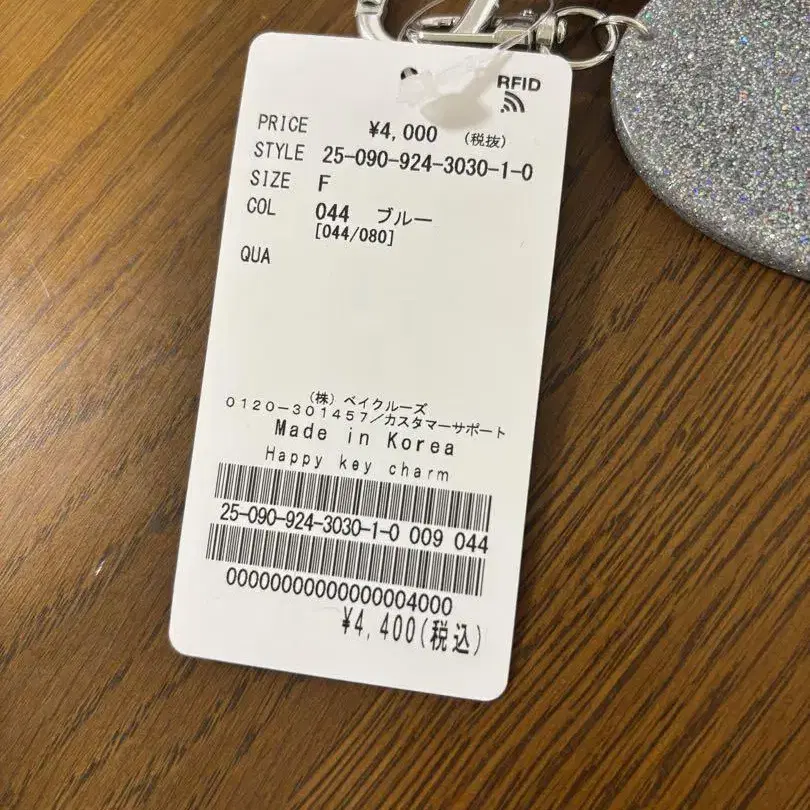 RFID
PRICE ¥4,000 (税抜)
STYLE 25-090-924-3030-1-0
SIZE F
COL 044 ブルー
[044/080]
QUA
(株)ベイクルーズ
0120-301457/カスタマーサポート
Made in Korea
Happy key charm
25-090-924-3030-1-0 009 044
00000000000000004000
¥4,400(税込)